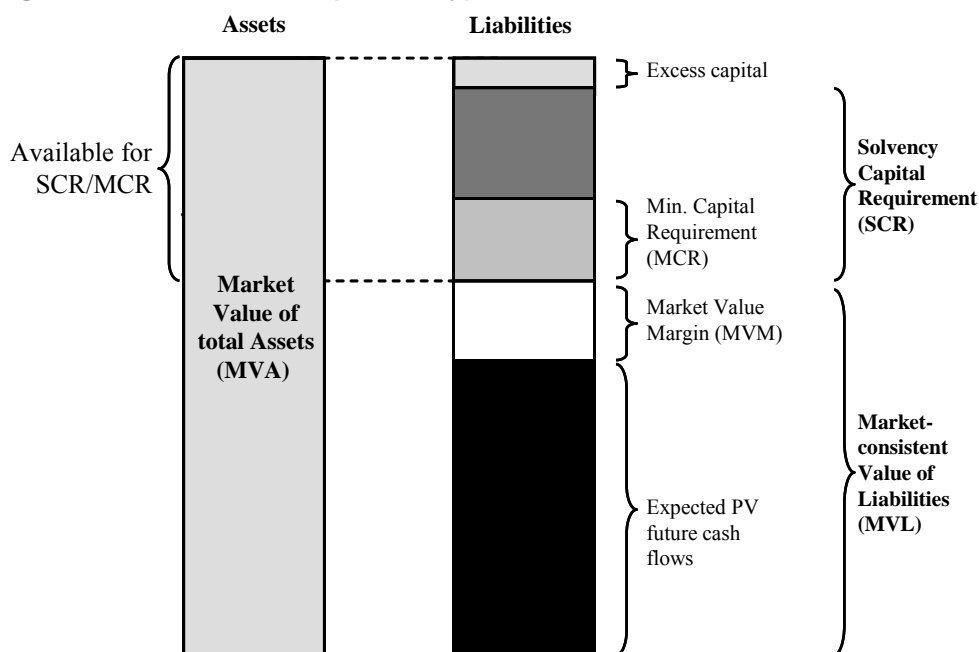 Assets
Liabilities
Excess capital
Available for
SCR/MCR
Solvency
Capital
Requirement
(SCR)
Min. Capital
Requirement
(MCR)
Market
Value of
total Assets
(MVA)
Market Value
Margin (MVM)
Market-
consistent
Value of
Liabilities
(MVL)
Expected PV
future cash
flows